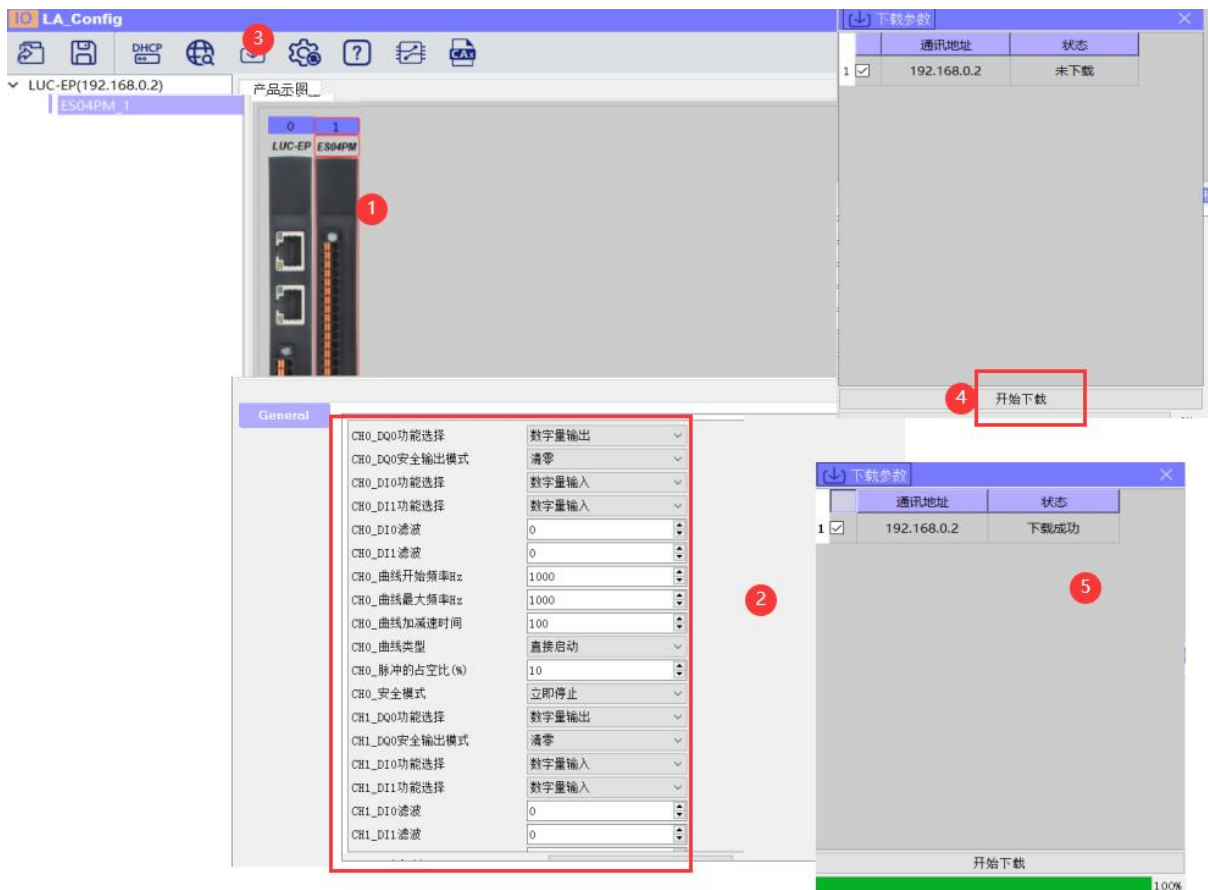 IO LA_Config
DHCP
3
?
CAX
LUC-EP(192.168.0.2)
ES04PM_1
产品示图__
0 1
LUC-EP ES04PM
1
下载参数
通讯地址 状态
1 192.168.0.2 未下载
4 开始下载
General
CH0_DQ0功能选择 数字量输出
CH0_DQ0安全输出模式 清零
CH0_DI0功能选择 数字量输入
CH0_DI1功能选择 数字量输入
CH0_DI0滤波 0
CH0_DI1滤波 0
CH0_曲线开始频率Hz 1000
CH0_曲线最大频率Hz 1000
CH0_曲线加减速时间 100
CH0_曲线类型 直接启动
CH0_脉冲的占空比(%) 10
CH0_安全模式 立即停止
CH1_DQ0功能选择 数字量输出
CH1_DQ0安全输出模式 清零
CH1_DI0功能选择 数字量输入
CH1_DI1功能选择 数字量输入
CH1_DI0滤波 0
CH1_DI1滤波 0
2
下载参数
通讯地址 状态
1 192.168.0.2 下载成功
5
开始下载
100%